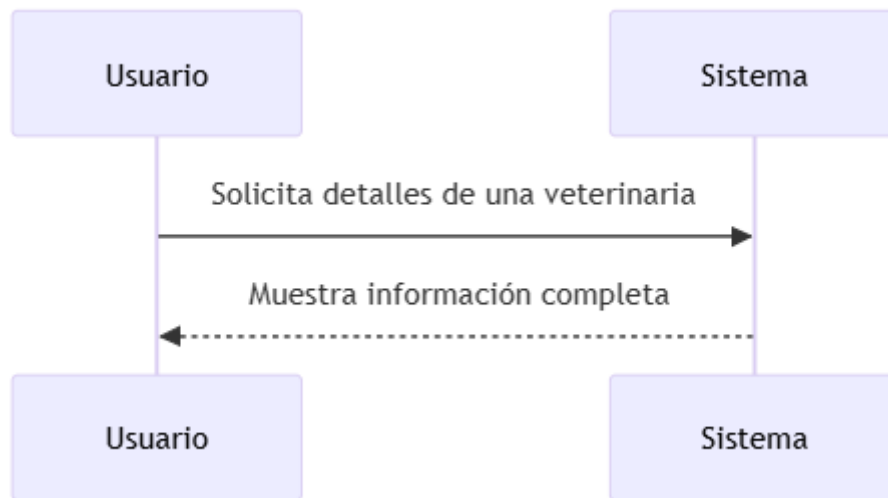 Usuario
Sistema
Solicita detalles de una veterinaria
Muestra información completa
Usuario
Sistema